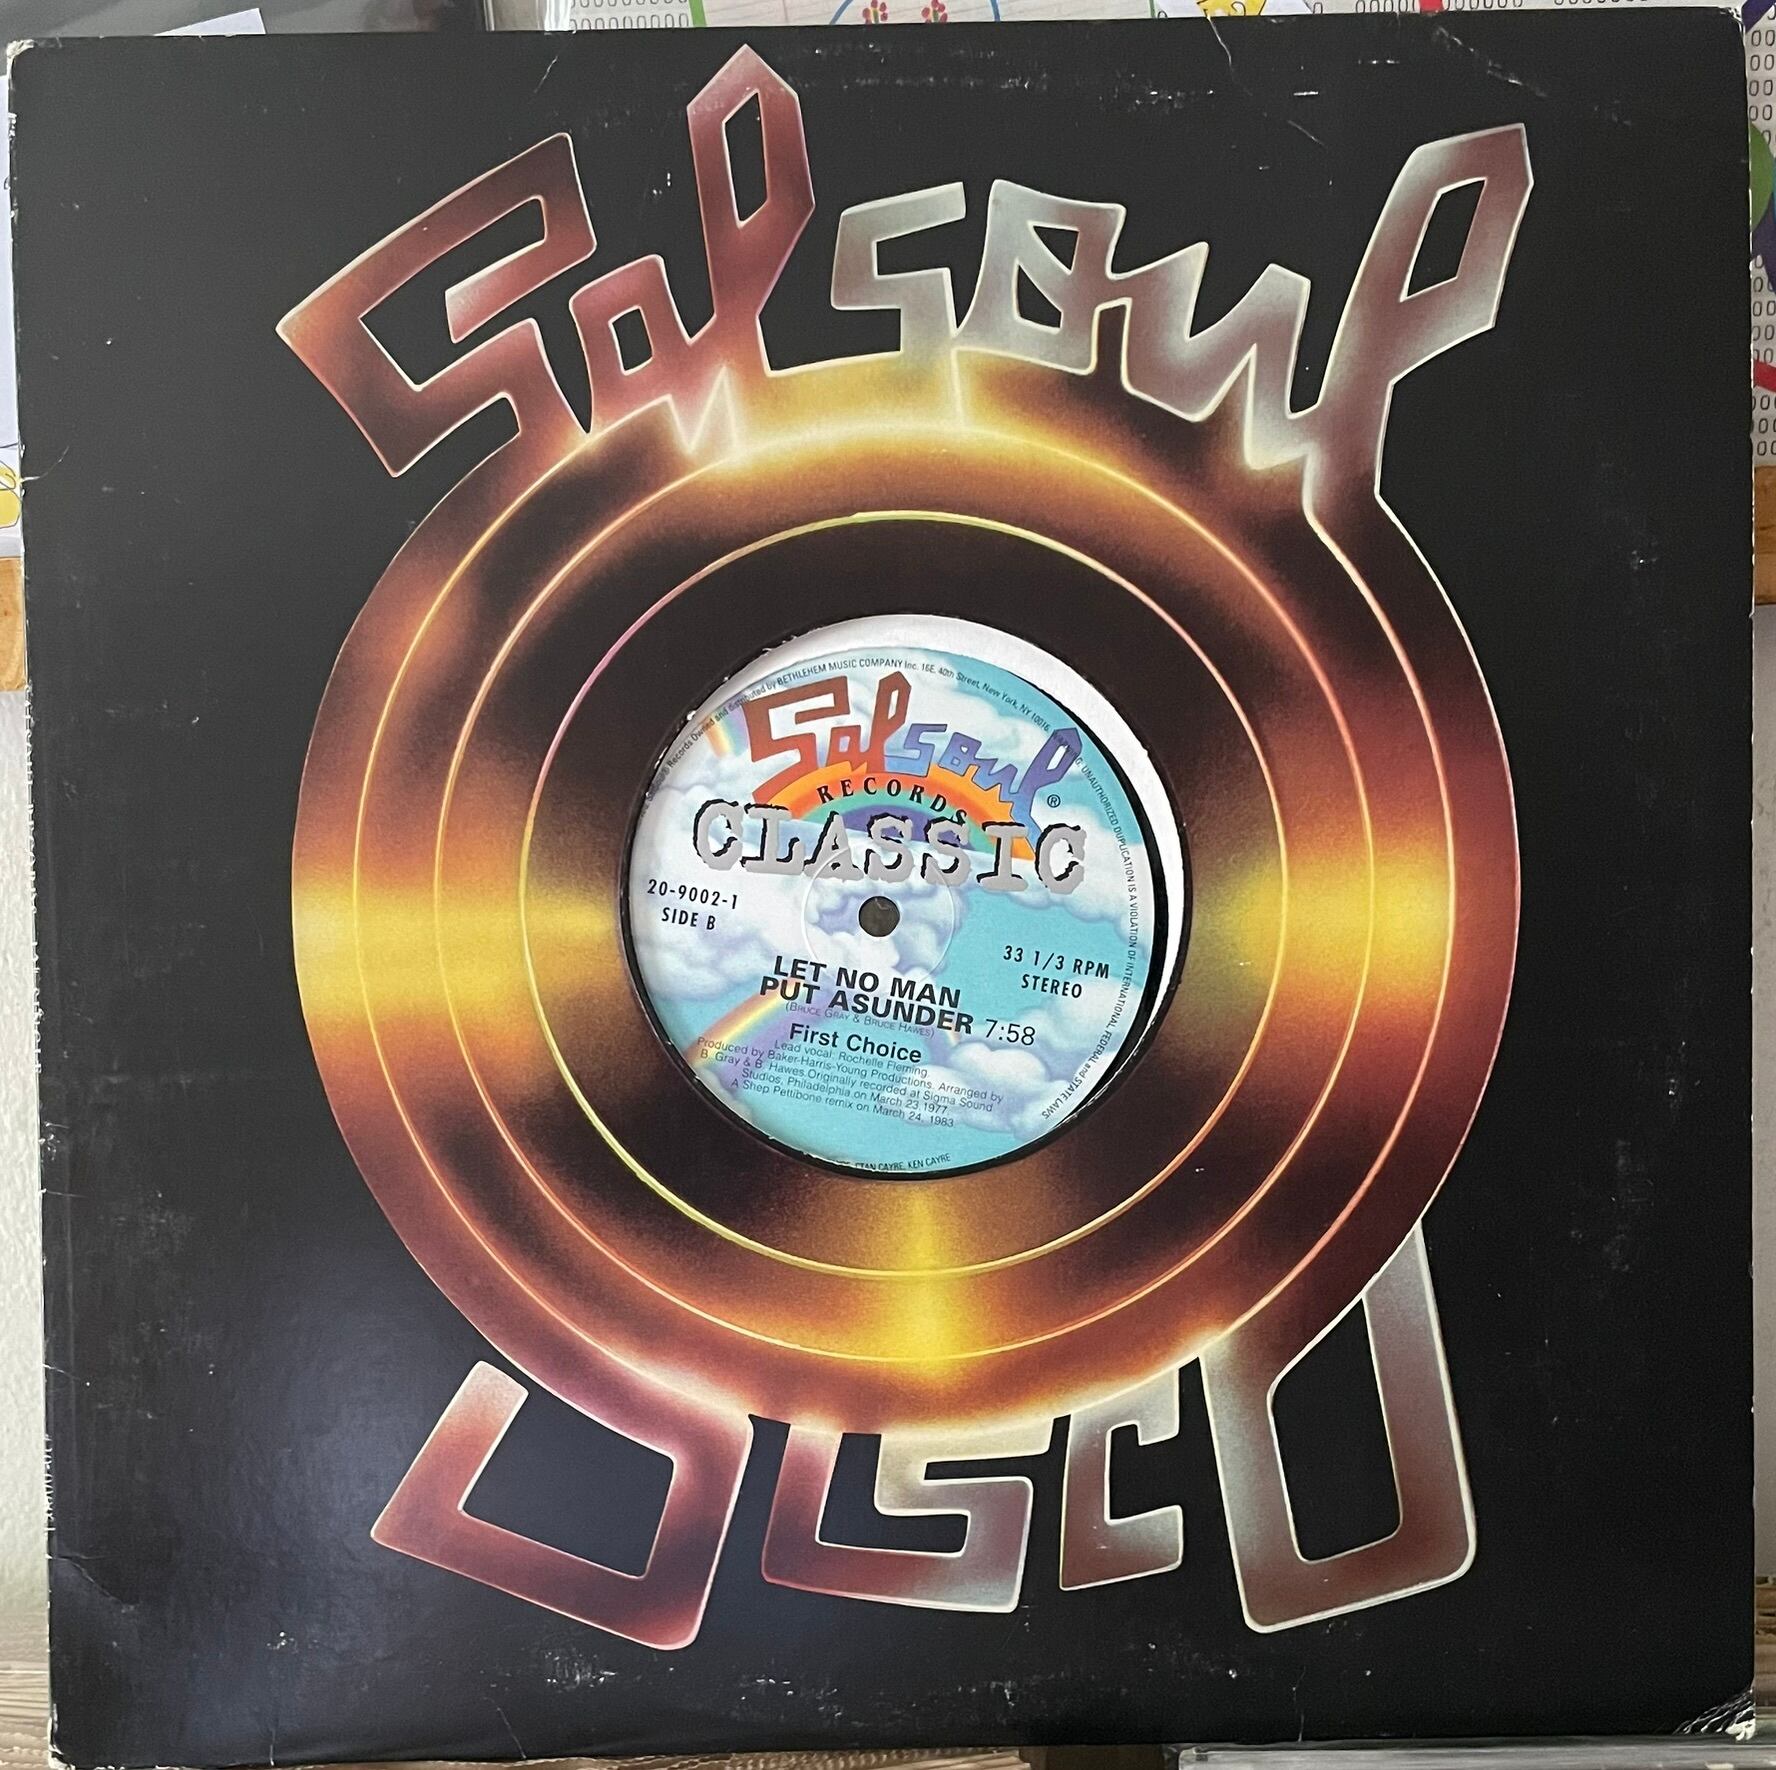 Salsoul
Records Owned and distributed by BETHLEHEM MUSIC COMPANY Inc. 16E. 40th Street, New York, NY 10016.
UNAUTHORIZED DUPLICATION IS A VIOLATION OF INTERNATIONAL, FEDERAL and STATE LAWS
Salsoul®
RECORDS
CLASSIC
20-9002-1
SIDE B
33 1/3 RPM
STEREO
LET NO MAN
PUT ASUNDER 7:58
(BRUCE GRAY & BRUCE HAWES)
First Choice
Lead vocal: Rochelle Fleming.
Produced by Baker-Harris-Young Productions. Arranged by
B. Gray & B. Hawes. Originally recorded at Sigma Sound
Studios, Philadelphia on March 23, 1977
A Shep Pettibone remix on March 24, 1983
STAN CAYRE, KEN CAYRE
DISCO